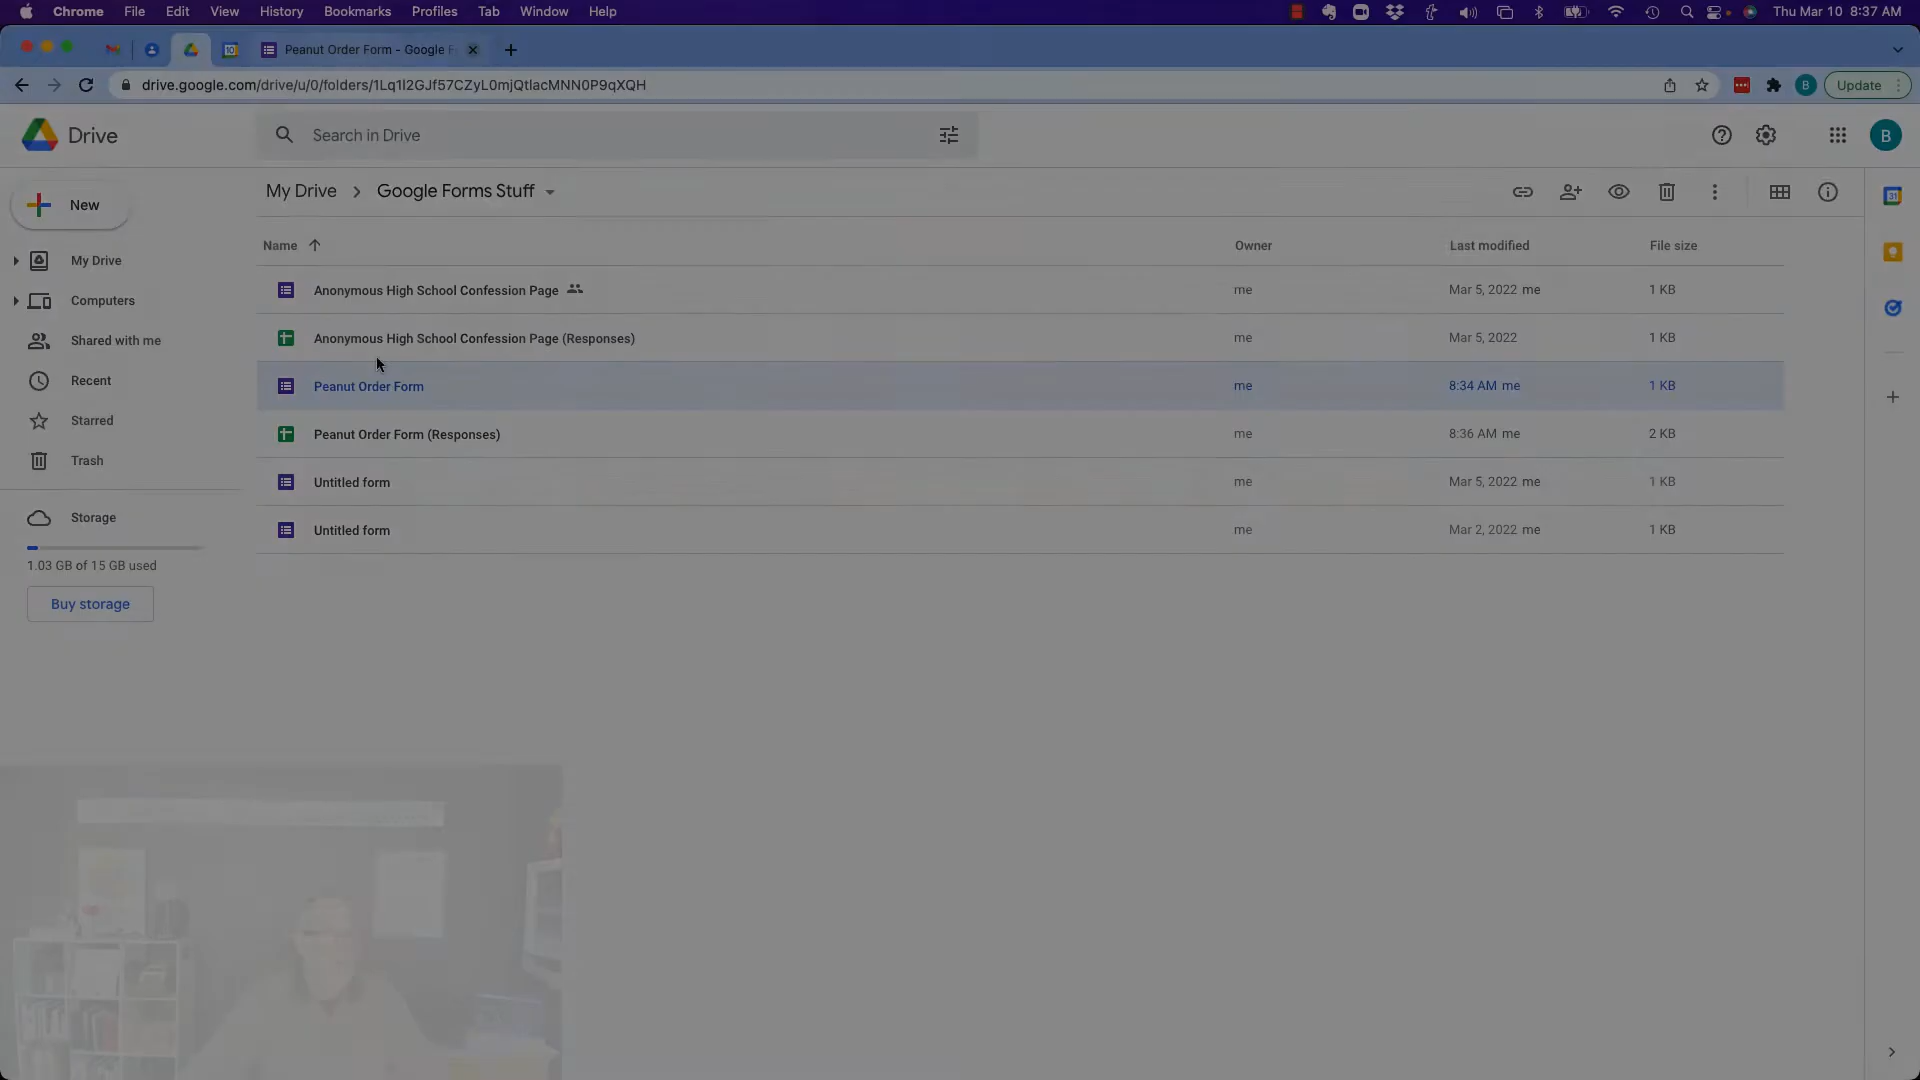 Chrome File Edit View History Bookmarks Profiles Tab Window Help Thu Mar 10 8:37 AM
10 Peanut Order Form - Google F
drive.google.com/drive/u/0/folders/1Lq1I2GJf57CZyL0mjQtlacMNN0P9qXQH Update
Drive Search in Drive B
New My Drive Google Forms Stuff
31
Name Owner Last modified File size
My Drive
Anonymous High School Confession Page me Mar 5, 2022 me 1 KB
Computers
Anonymous High School Confession Page (Responses) me Mar 5, 2022 1 KB
Shared with me
Peanut Order Form me 8:34 AM me 1 KB
Recent
Starred
Peanut Order Form (Responses) me 8:36 AM me 2 KB
Trash
Untitled form me Mar 5, 2022 me 1 KB
Storage
Untitled form me Mar 2, 2022 me 1 KB
1.03 GB of 15 GB used
Buy storage